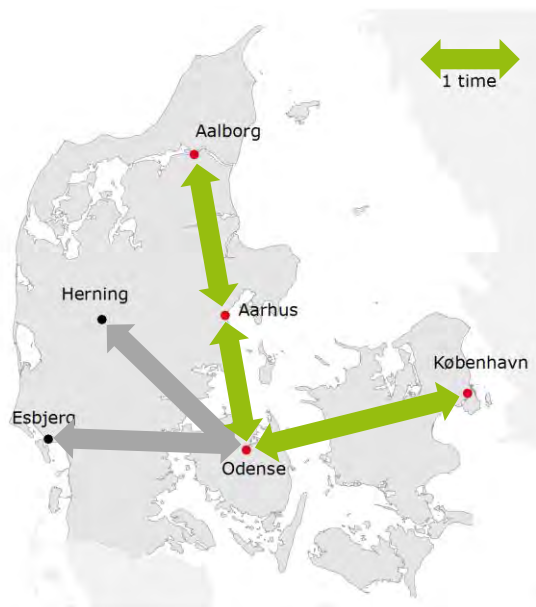 1 time
Aalborg
Herning
Aarhus
København
Esbjerg
Odense